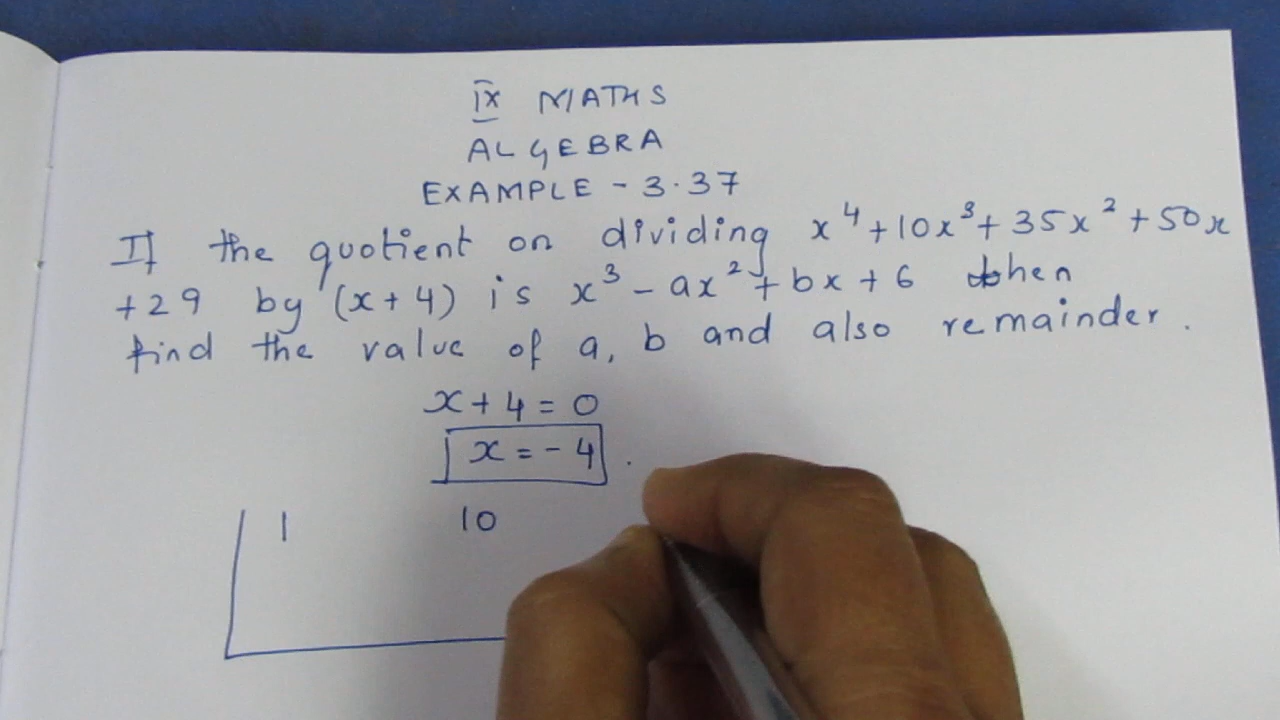 IX MATHS
ALGEBRA
EXAMPLE - 3.37
If the quotient on dividing x⁴+10x³+35x²+50x
+29 by (x+4) is x³-ax²+bx+6 then
find the value of a, b and also remainder.
x+4=0
x=-4.
1 10